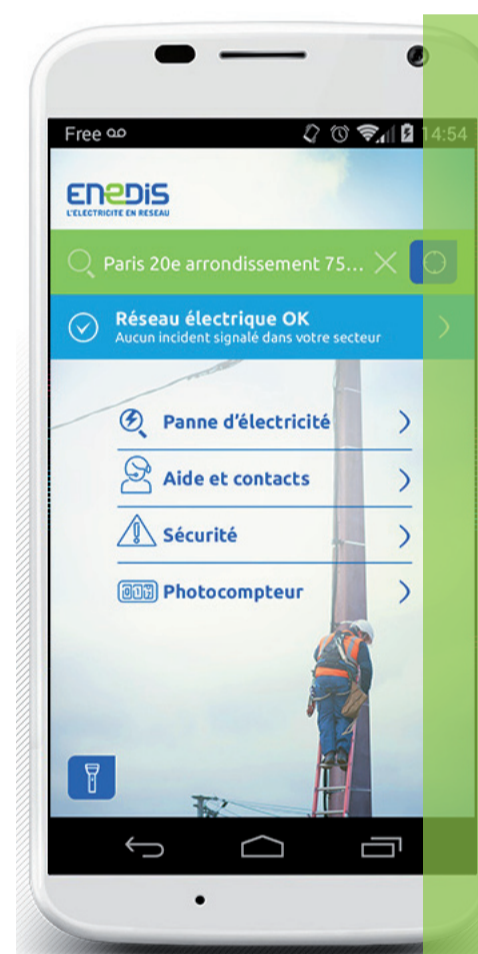 Free
14:54
ENEDIS
L'ELECTRICITE EN RESEAU
Paris 20e arrondissement 75...
Réseau électrique OK
Aucun incident signalé dans votre secteur
Panne d'électricité
Aide et contacts
Sécurité
Photocompteur